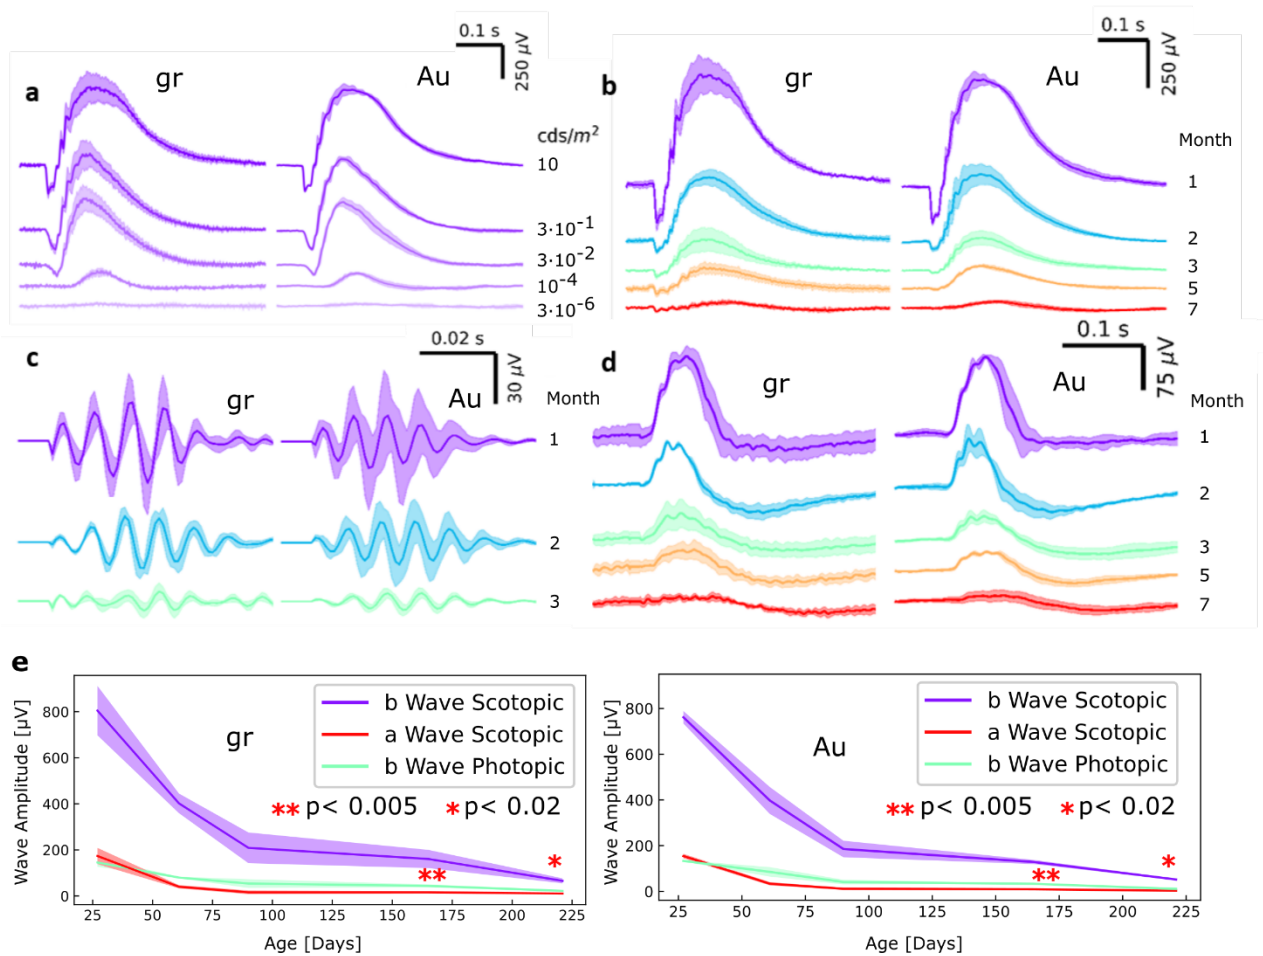 0.1 s
250 µV
a
gr
Au
cds/m²
10
3·10⁻¹
3·10⁻²
10⁻⁴
3·10⁻⁶
0.1 s
250 µV
b
gr
Au
Month
1
2
3
5
7
0.02 s
30 µV
c
gr
Au
Month
1
2
3
0.1 s
75 µV
d
gr
Au
Month
1
2
3
5
7
e
Wave Amplitude [µV]
800
600
400
200
0
gr
b Wave Scotopic
a Wave Scotopic
b Wave Photopic
** p< 0.005 * p< 0.02
*
**
25 50 75 100 125 150 175 200 225
Age [Days]
Wave Amplitude [µV]
800
600
400
200
0
Au
b Wave Scotopic
a Wave Scotopic
b Wave Photopic
** p< 0.005 * p< 0.02
*
**
25 50 75 100 125 150 175 200 225
Age [Days]